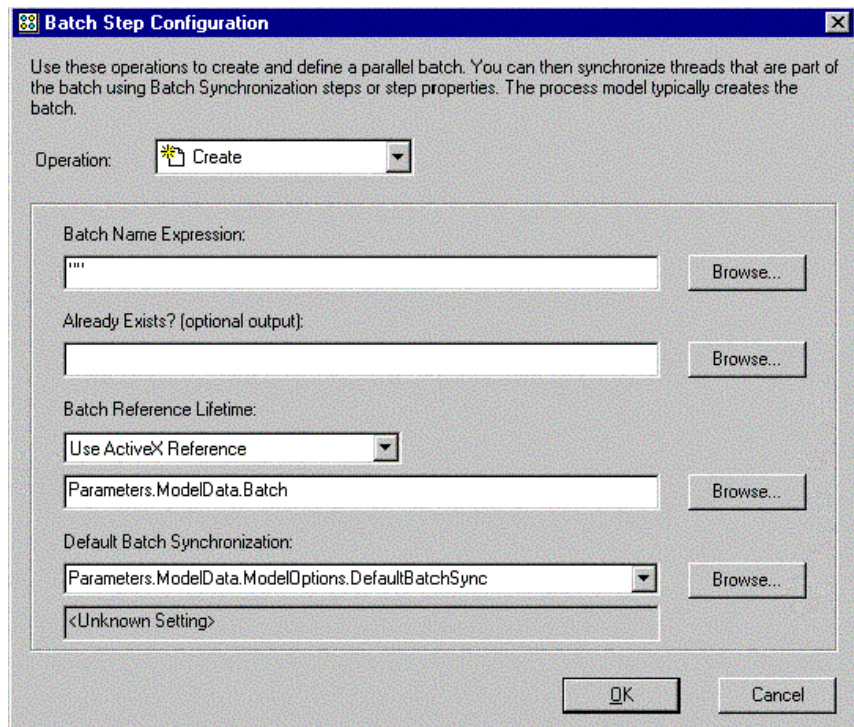 Batch Step Configuration
Use these operations to create and define a parallel batch. You can then synchronize threads that are part of
the batch using Batch Synchronization steps or step properties. The process model typically creates the
batch.
Operation: Create
Batch Name Expression:
"" Browse...
Already Exists? (optional output):
Browse...
Batch Reference Lifetime:
Use ActiveX Reference
Parameters.ModelData.Batch Browse...
Default Batch Synchronization:
Parameters.ModelData.ModelOptions.DefaultBatchSync Browse...
<Unknown Setting>
OK Cancel